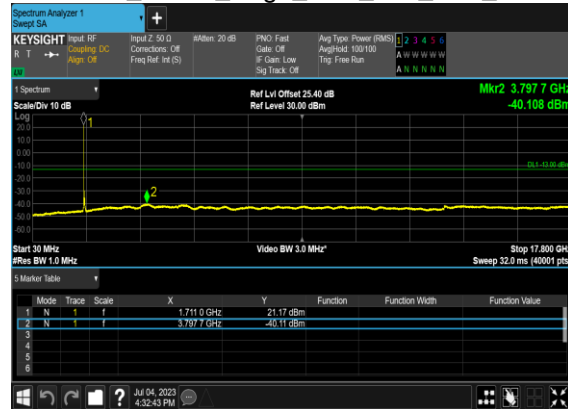 Spectrum Analyzer 1
Swept SA
+
KEYSIGHT Input: RF Input Z: 50 Ω #Atten: 20 dB PNO: Fast Avg Type: Power (RMS) 1 2 3 4 5 6
R T Coupling: DC Corrections: Off Gate: Off Avg|Hold: 100/100 A W W W W W
Align: Off Freq Ref: Int (S) IF Gain: Low Trig: Free Run
Sig Track: Off A N N N N N
LW
1 Spectrum Ref Lvl Offset 25.40 dB Mkr2 3.797 7 GHz
Scale/Div 10 dB Ref Level 30.00 dBm -40.108 dBm
Log
20.0
10.0
0.00
-10.0
-20.0
-30.0
-40.0
-50.0
-60.0
1
DL1 -13.00 dBm
2
Start 30 MHz Video BW 3.0 MHz* Stop 17.800 GHz
#Res BW 1.0 MHz Sweep 32.0 ms (40001 pts)
5 Marker Table
Mode Trace Scale X Y Function Function Width Function Value
1 N 1 f 1.711 0 GHz 21.17 dBm
2 N 1 f 3.797 7 GHz -40.11 dBm
3
4
5
6
? Jul 04, 2023
4:32:43 PM